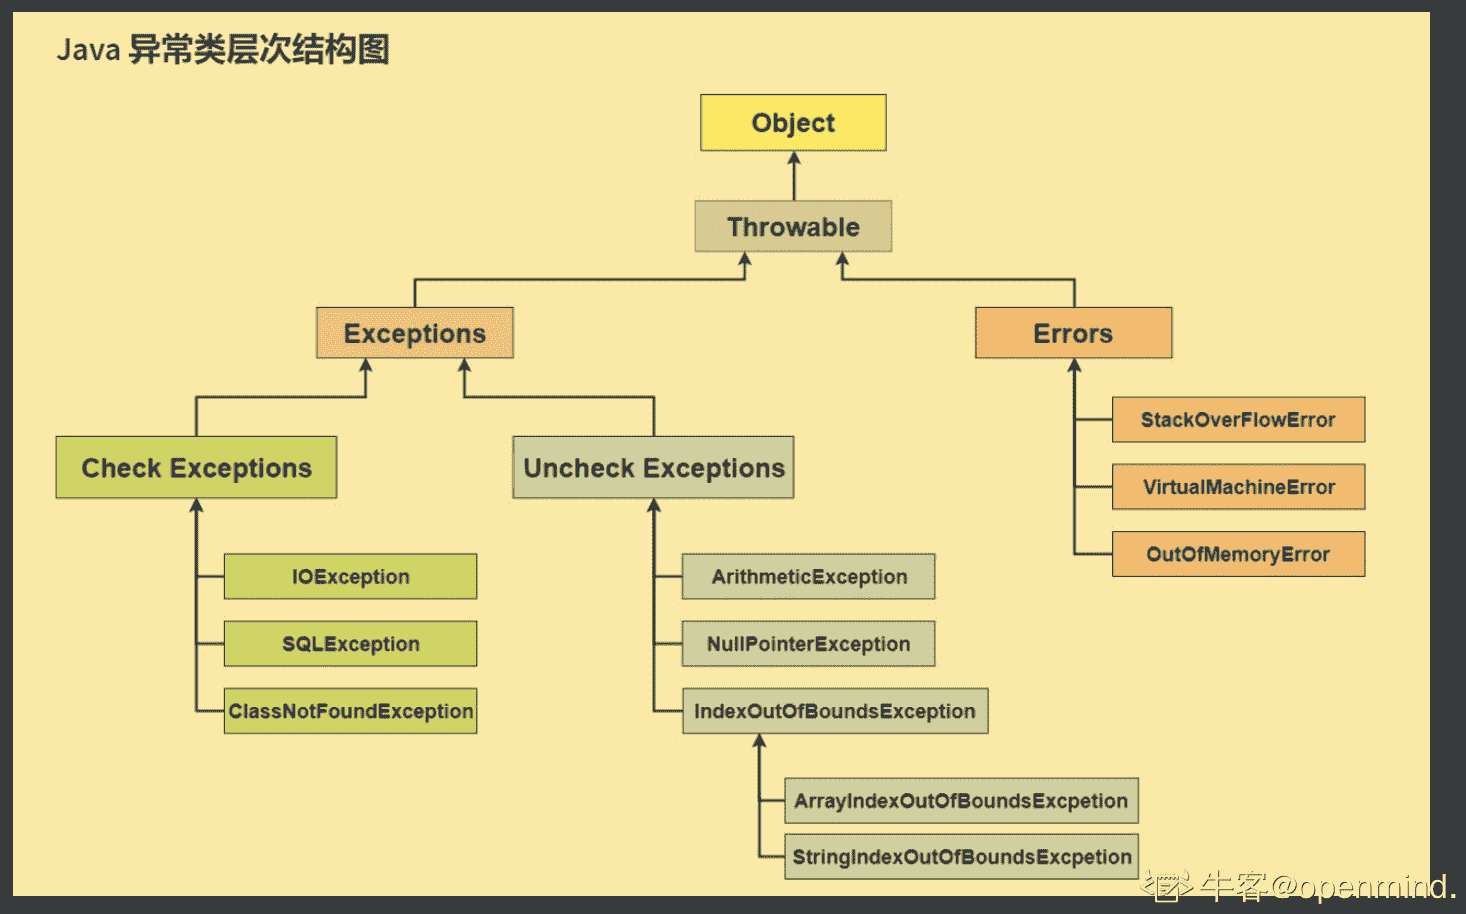 Java 异常类层次结构图
Object
Throwable
Exceptions
Errors
Check Exceptions
Uncheck Exceptions
StackOverFlowError
VirtualMachineError
OutOfMemoryError
IOException
SQLException
ClassNotFoundException
ArithmeticException
NullPointerException
IndexOutOfBoundsException
ArrayIndexOutOfBoundsExcpetion
StringIndexOutOfBoundsExcpetion
牛客@openmind.